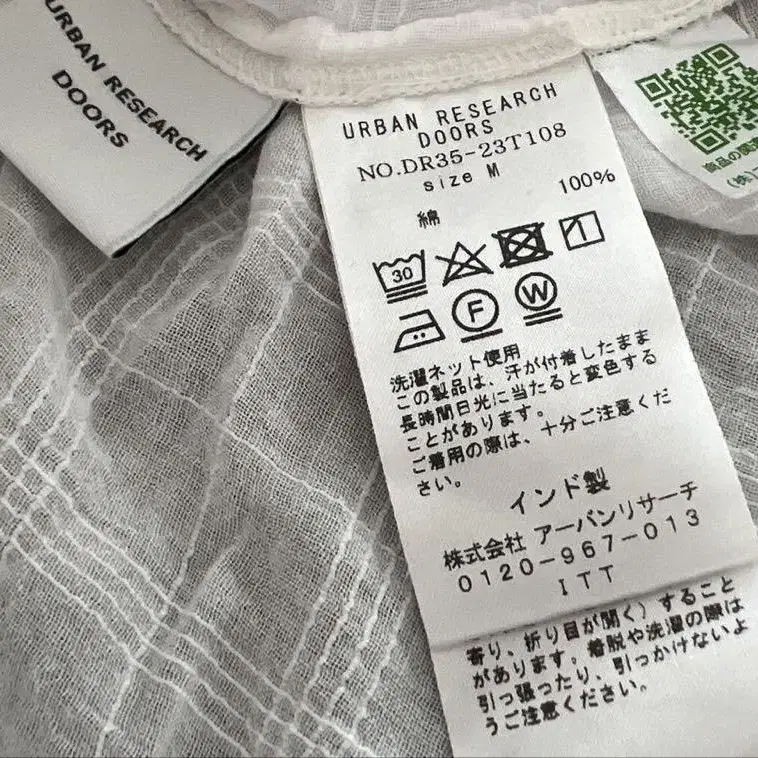 URBAN RESEARCH
DOORS
URBAN RESEARCH
DOORS
NO.DR35-23T108
size M
綿 100%
30
F
W
洗濯ネット使用
この製品は、汗が付着したまま
長時間日光に当たると変色する
ことがあります。
ご着用の際は、十分ご注意くだ
さい。
インド製
株式会社 アーバンリサーチ
0120-967-013
ITT
寄り、折り目が開く)すること
があります。着脱や洗濯の際は
引っ張ったり、引っかけないよ
うご注意ください。